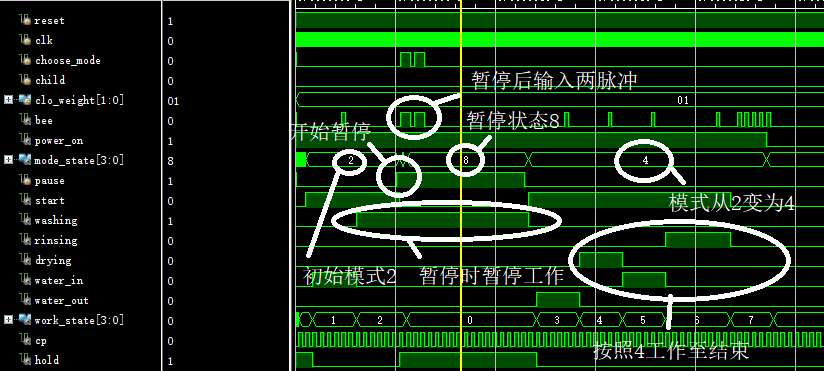 reset 1
clk 0
choose_mode 0
child 0
clo_weight[1:0] 01 01
bee 0
power_on 1
mode_state[3:0] 8 2 8 4
pause 1
start 0
washing 1
rinsing 0
drying 0
water_in 0
water_out 0
work_state[3:0] 0 1 2 0 3 4 5 6 7
cp 0
hold 1
暂停后输入两脉冲
开始暂停
暂停状态8
模式从2变为4
初始模式2
暂停时暂停工作
按照4工作至结束